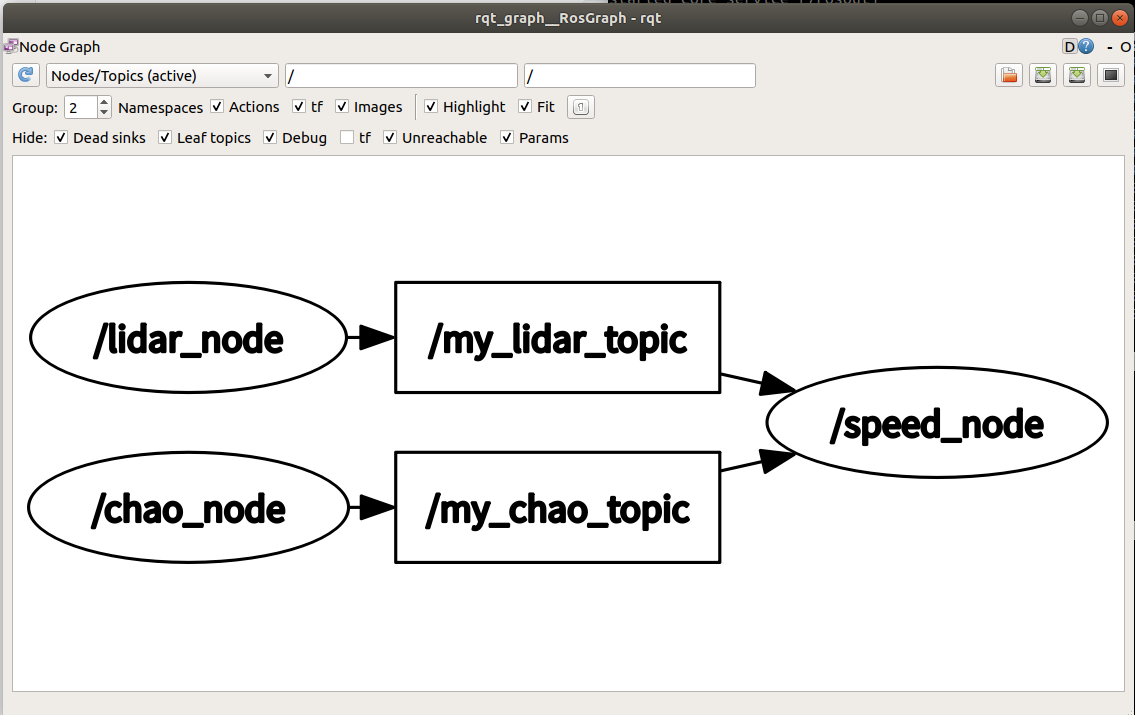 rqt_graph__RosGraph - rqt
Node Graph
D ? - O
Nodes/Topics (active) / /
Group: 2 Namespaces Actions tf Images Highlight Fit
Hide: Dead sinks Leaf topics Debug tf Unreachable Params
/lidar_node /my_lidar_topic
/speed_node
/chao_node /my_chao_topic